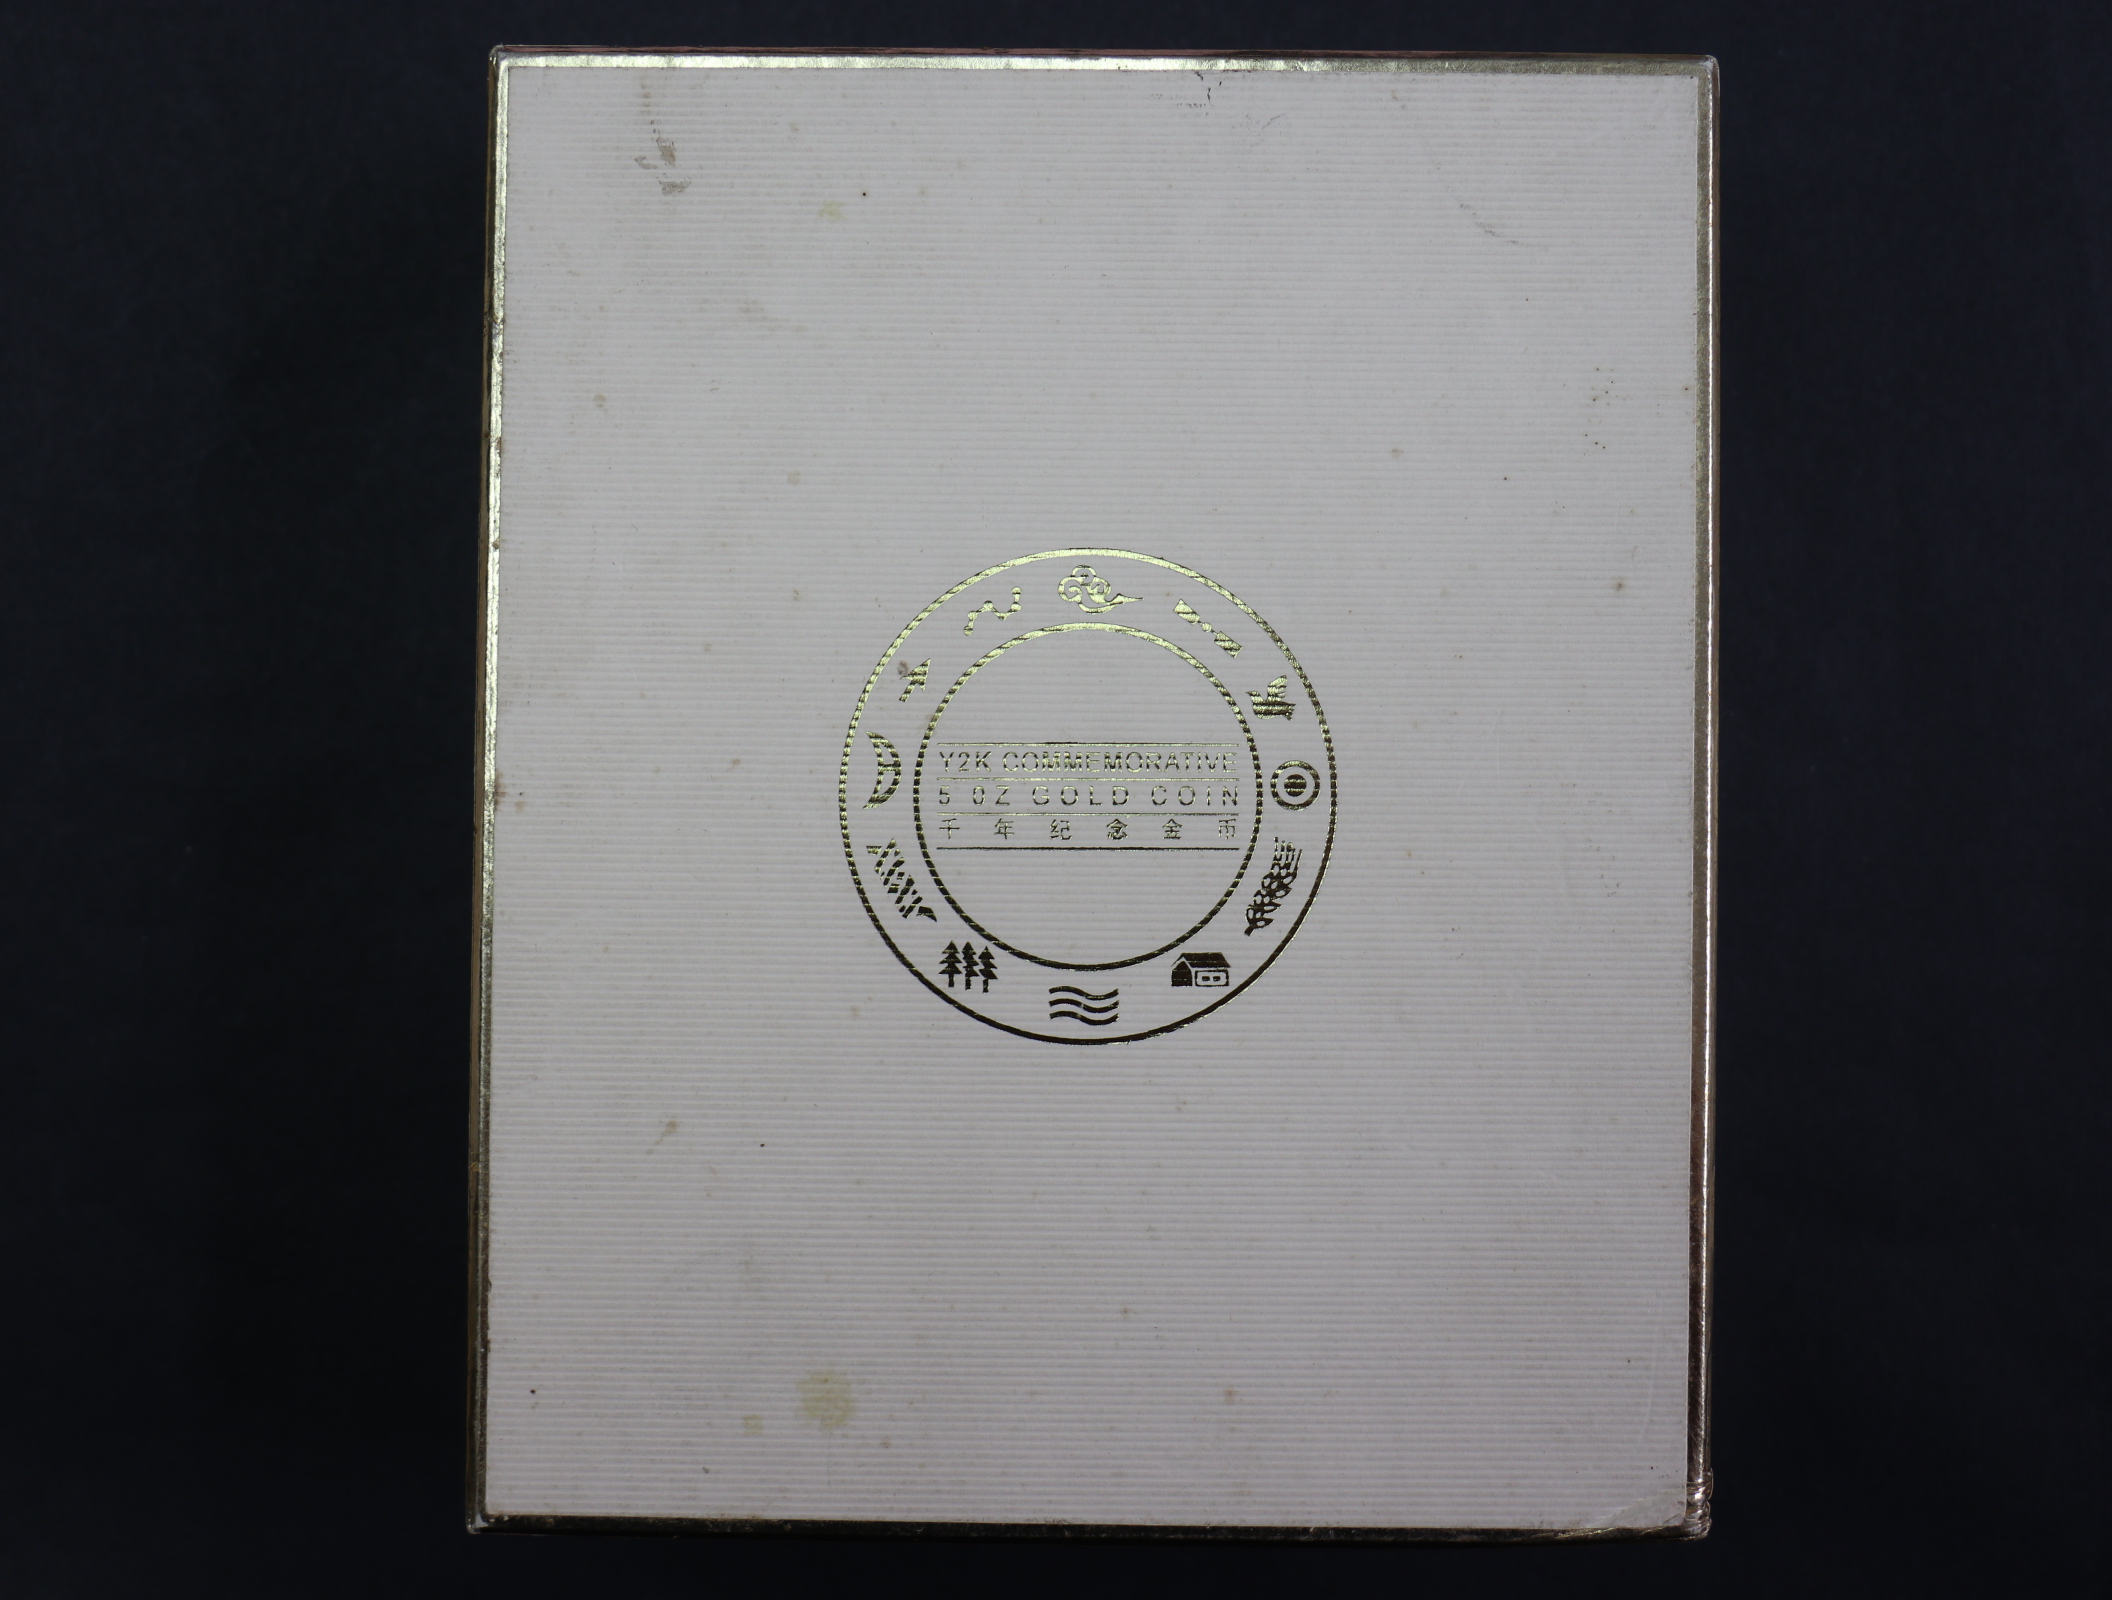 Y2K COMMEMORATIVE
5 OZ GOLD COIN
千年纪念金币